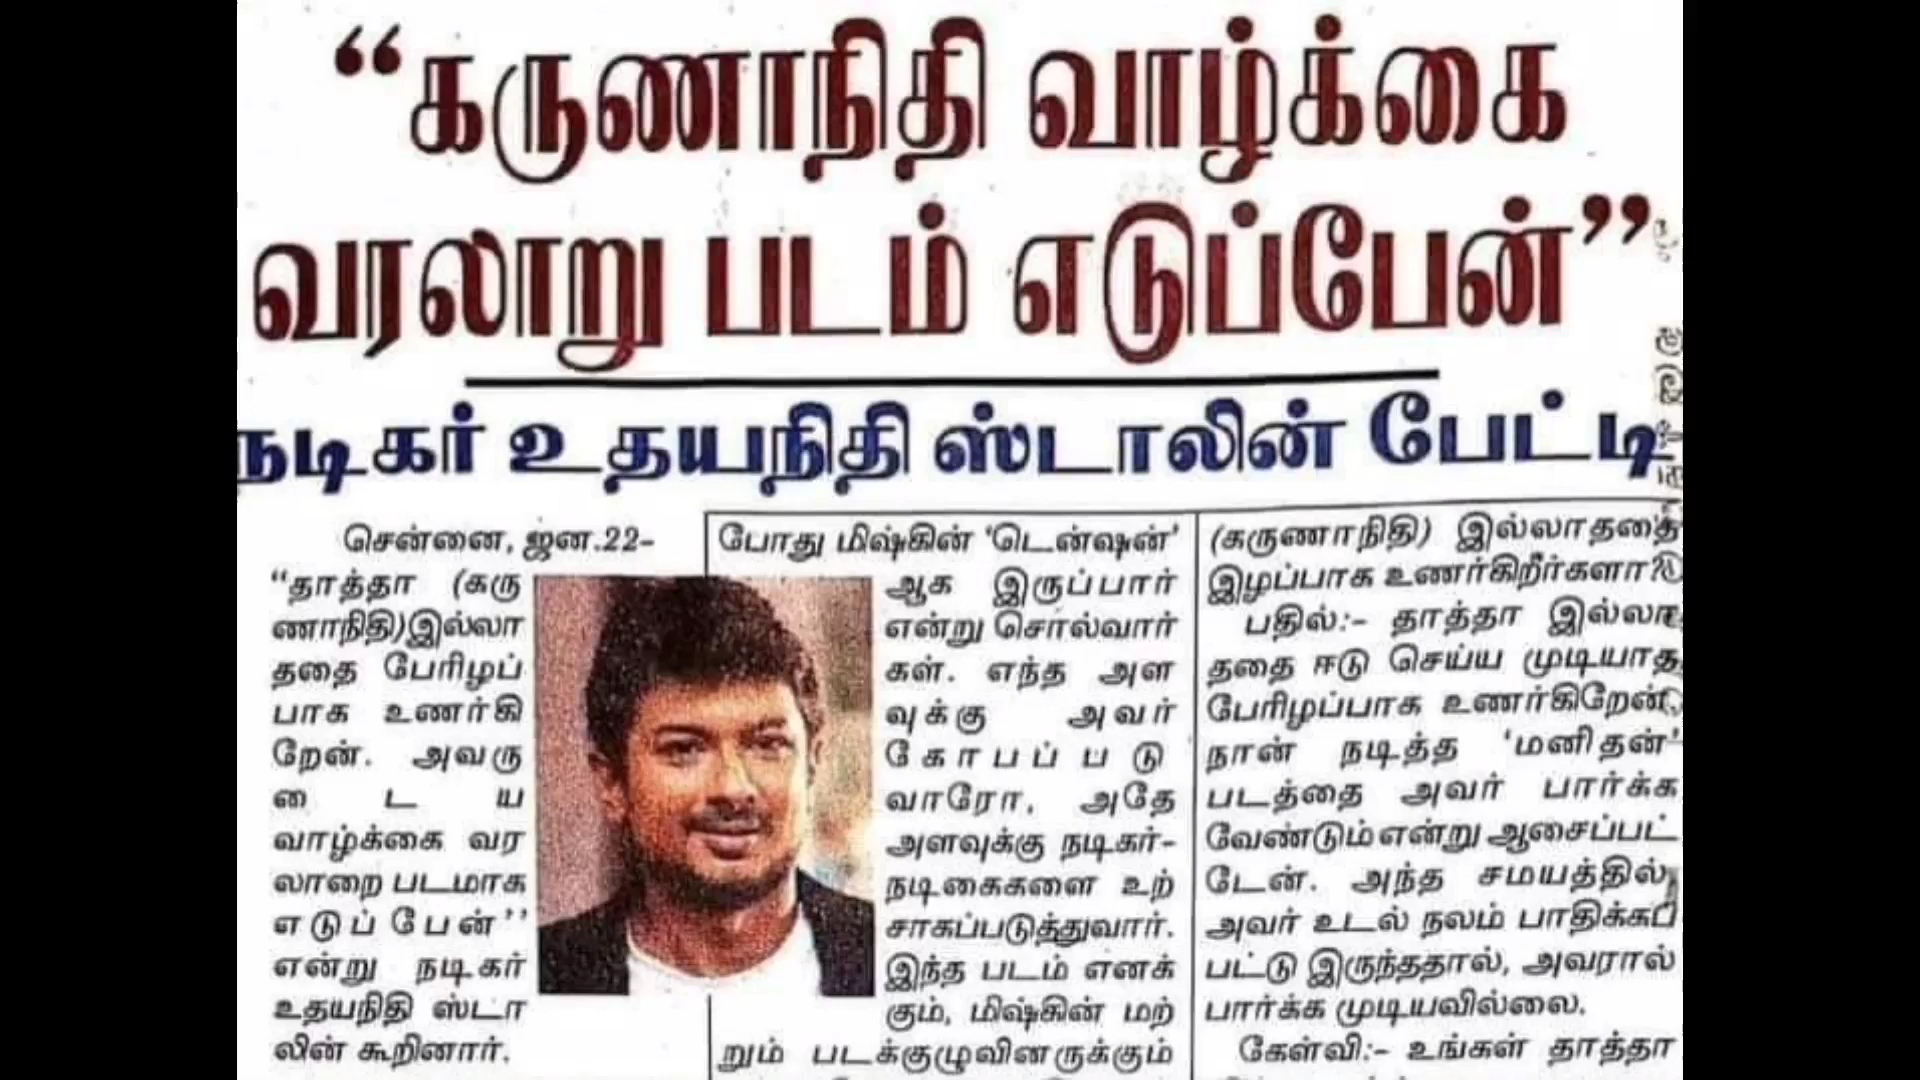 “கருணாநிதி வாழ்க்கை
வரலாறு படம் எடுப்பேன்”
நடிகர் உதயநிதி ஸ்டாலின் பேட்டி
சென்னை, ஜன.22-
“தாத்தா (கரு
ணாநிதி)இல்லா
ததை பேரிழப்
பாக உணர்கி
றேன். அவரு
டைய
வாழ்க்கை வர
லாறை படமாக
எடுப்பேன்’’
என்று நடிகர்
உதயநிதி ஸ்டா
லின் கூறினார்.
போது மிஷ்கின் ‘டென்ஷன்’
ஆக இருப்பார்
என்று சொல்வார்
கள். எந்த அள
வுக்கு அவர்
கோபப்படு
வாரோ, அதே
அளவுக்கு நடிகர்-
நடிகைகளை உற்
சாகப்படுத்துவார்.
இந்த படம் எனக்
கும், மிஷ்கின் மற்
றும் படக்குழுவினருக்கும்
(கருணாநிதி) இல்லாததை
இழப்பாக உணர்கிறீர்களா?
பதில்:- தாத்தா இல்லா
ததை ஈடு செய்ய முடியாத
பேரிழப்பாக உணர்கிறேன்.
நான் நடித்த ‘மனிதன்’
படத்தை அவர் பார்க்க
வேண்டும் என்று ஆசைப்பட்
டேன். அந்த சமயத்தில்
அவர் உடல் நலம் பாதிக்கப்
பட்டு இருந்ததால், அவரால்
பார்க்க முடியவில்லை.
கேள்வி:- உங்கள் தாத்தா